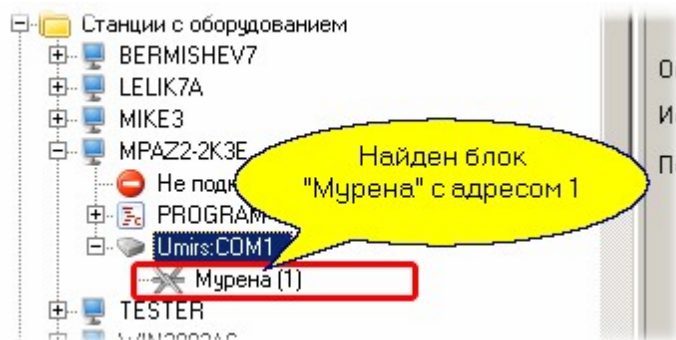 Станции с оборудованием
BERMISHEV7
LELIK7A
MIKE3
MPAZ2-2K3E
Не
PROGRAM
Umirs:COM1
Мурена (1)
TESTER
Найден блок
"Мурена" с адресом 1